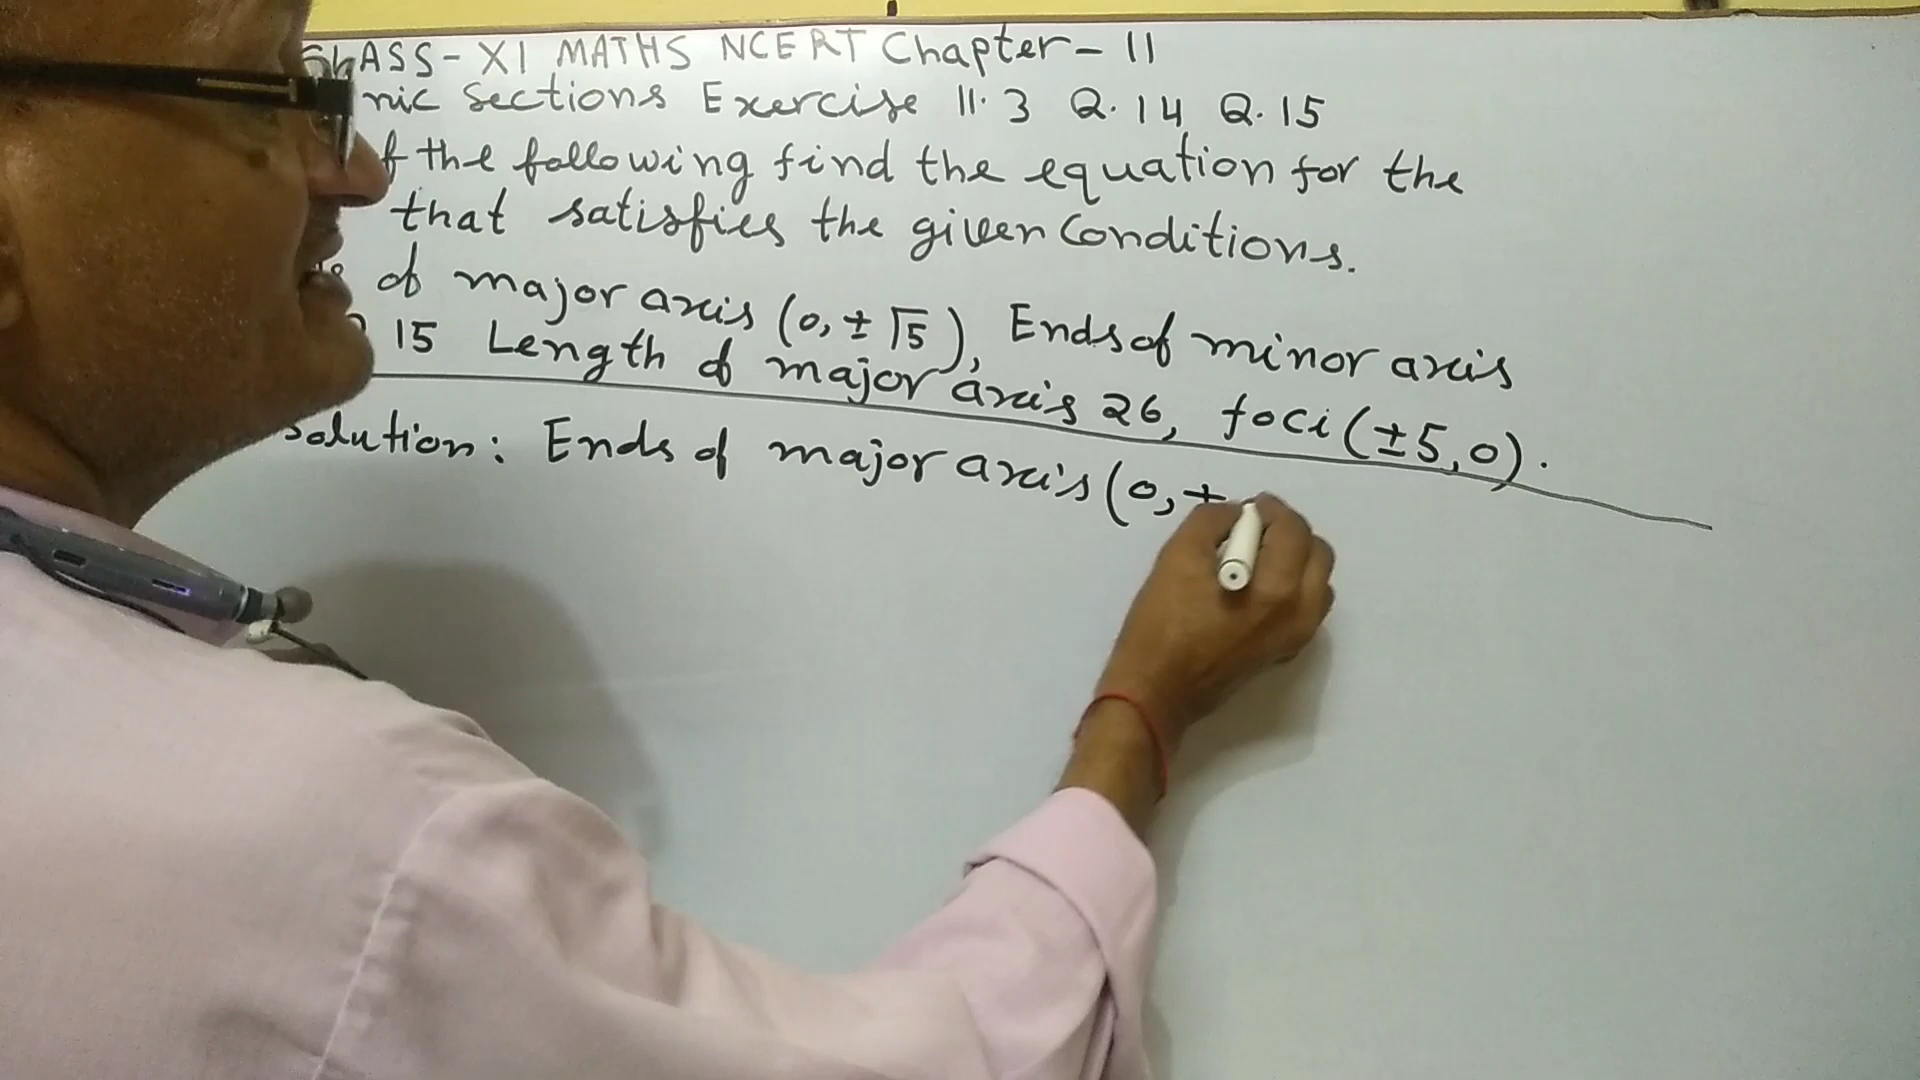 CLASS - XI MATHS NCERT Chapter - 11
nic sections Exercise 11.3 Q.14 Q.15
f the following find the equation for the
that satisfies the given conditions.
of major axis (0, ± √5), Ends of minor axis
15 Length of major axis 26, foci (±5, 0).
solution: Ends of major axis (0, +